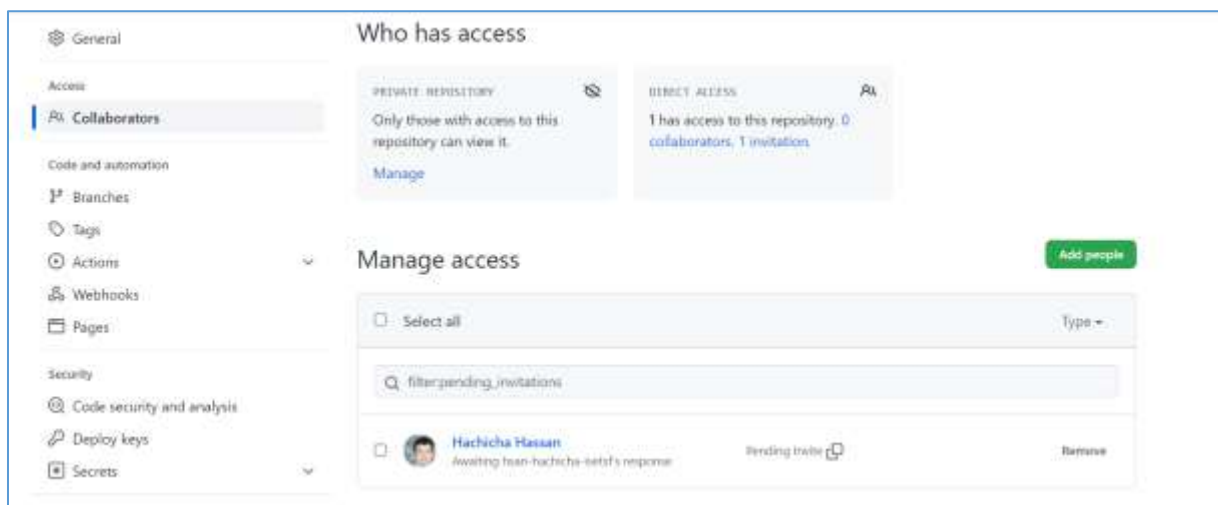 General
Access
Collaborators
Code and automation
Branches
Tags
Actions
Webhooks
Pages
Security
Code security and analysis
Deploy keys
Secrets
Who has access
PRIVATE REPOSITORY
Only those with access to this
repository can view it.
Manage
DIRECT ACCESS
1 has access to this repository. 0
collaborators. 1 invitation.
Manage access
Add people
Select all
Type
filter:pending_invitations
Hachicha Hassan
Awaiting response
Pending Invite
Remove